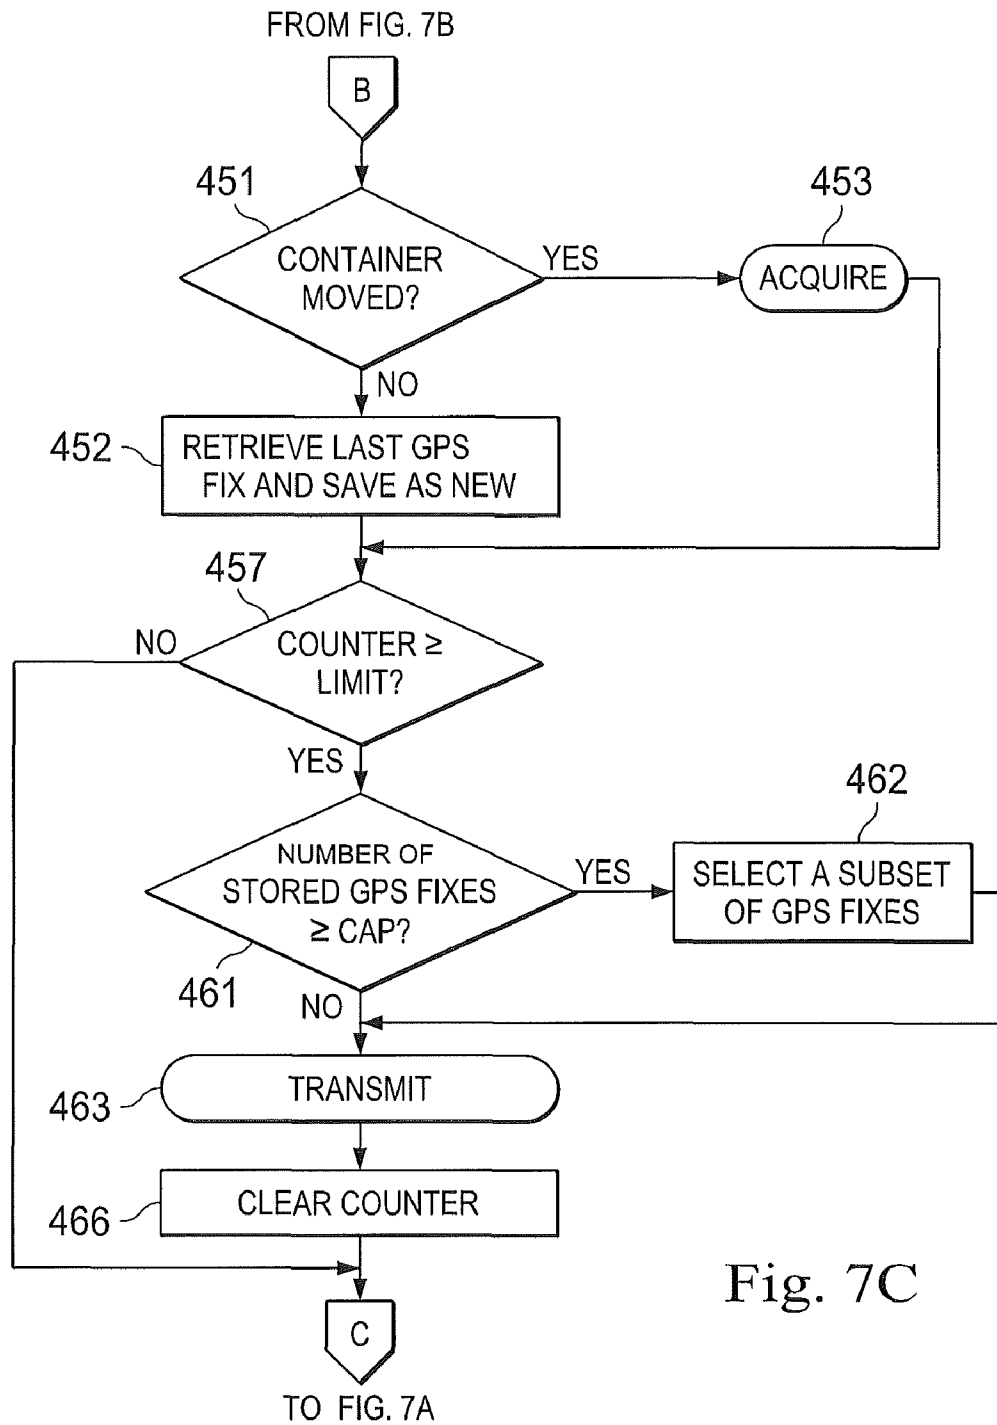 FROM FIG. 7B
B
451
CONTAINER
MOVED?
YES
453
ACQUIRE
NO
452
RETRIEVE LAST GPS
FIX AND SAVE AS NEW
457
NO
COUNTER ≥
LIMIT?
YES
462
NUMBER OF
STORED GPS FIXES
≥ CAP?
YES
SELECT A SUBSET
OF GPS FIXES
461
NO
463
TRANSMIT
466
CLEAR COUNTER
Fig. 7C
C
TO FIG. 7A